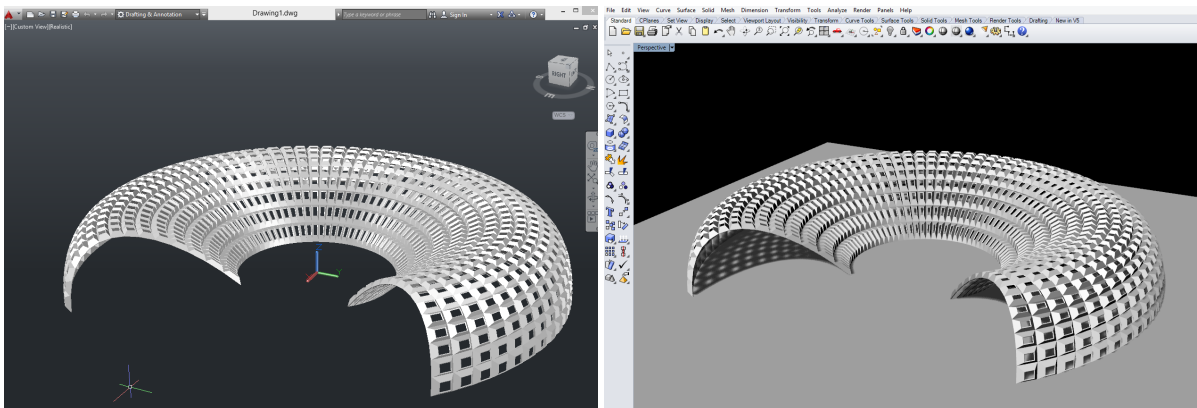 Drafting & Annotation
Drawing1.dwg
Type a keyword or phrase
Sign In
[−][Custom View][Realistic]
RIGHT
WCS
File Edit View Curve Surface Solid Mesh Dimension Transform Tools Analyze Render Panels Help
Standard CPlanes Set View Display Select Viewport Layout Visibility Transform Curve Tools Surface Tools Solid Tools Mesh Tools Render Tools Drafting New in V5
Perspective